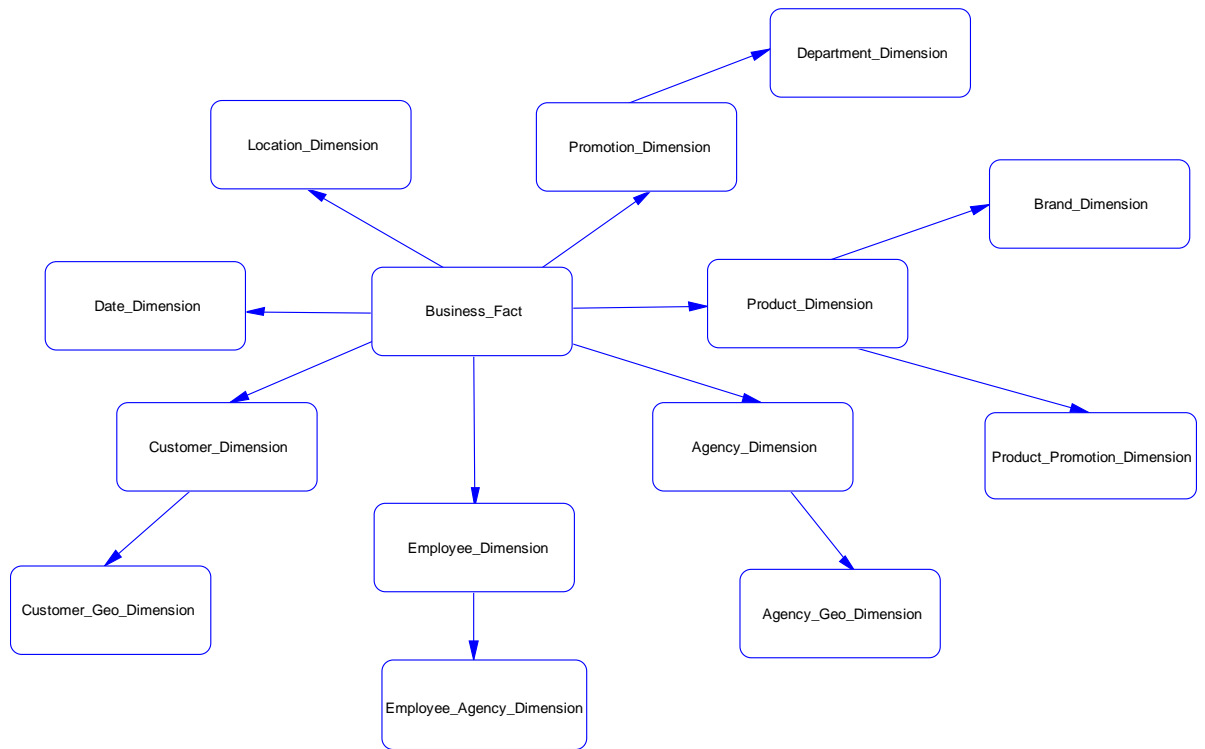 Department_Dimension
Location_Dimension
Promotion_Dimension
Brand_Dimension
Date_Dimension
Business_Fact
Product_Dimension
Customer_Dimension
Agency_Dimension
Product_Promotion_Dimension
Employee_Dimension
Customer_Geo_Dimension
Agency_Geo_Dimension
Employee_Agency_Dimension